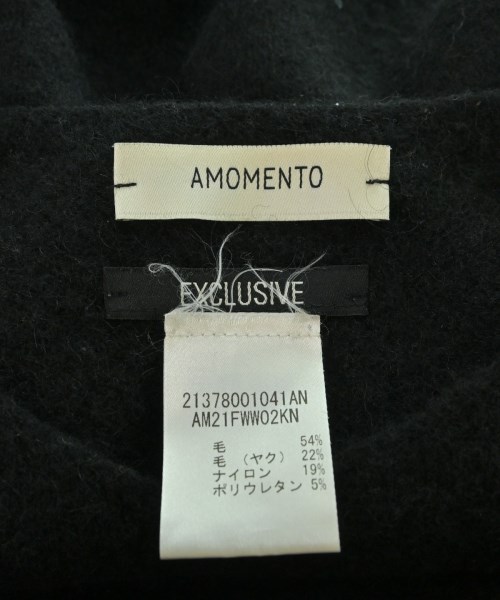 AMOMENTO
EXCLUSIVE
21378001041AN
AM21FWW02KN
毛 54%
毛 (ヤク) 22%
ナイロン 19%
ポリウレタン 5%